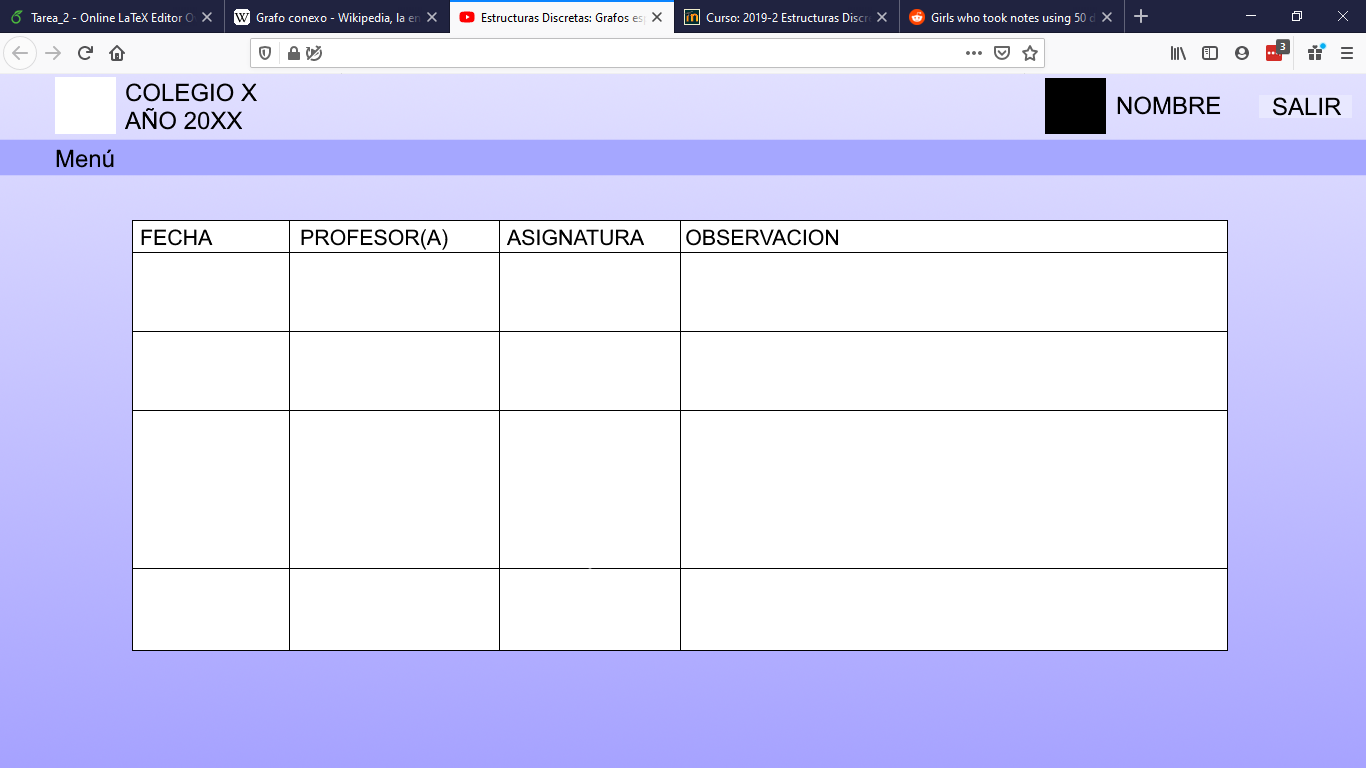 Tarea_2 - Online LaTeX Editor O
Grafo conexo - Wikipedia, la en
Estructuras Discretas: Grafos es
Curso: 2019-2 Estructuras Discre
Girls who took notes using 50 d
3
COLEGIO X
AÑO 20XX
NOMBRE
SALIR
Menú
FECHA
PROFESOR(A)
ASIGNATURA
OBSERVACION